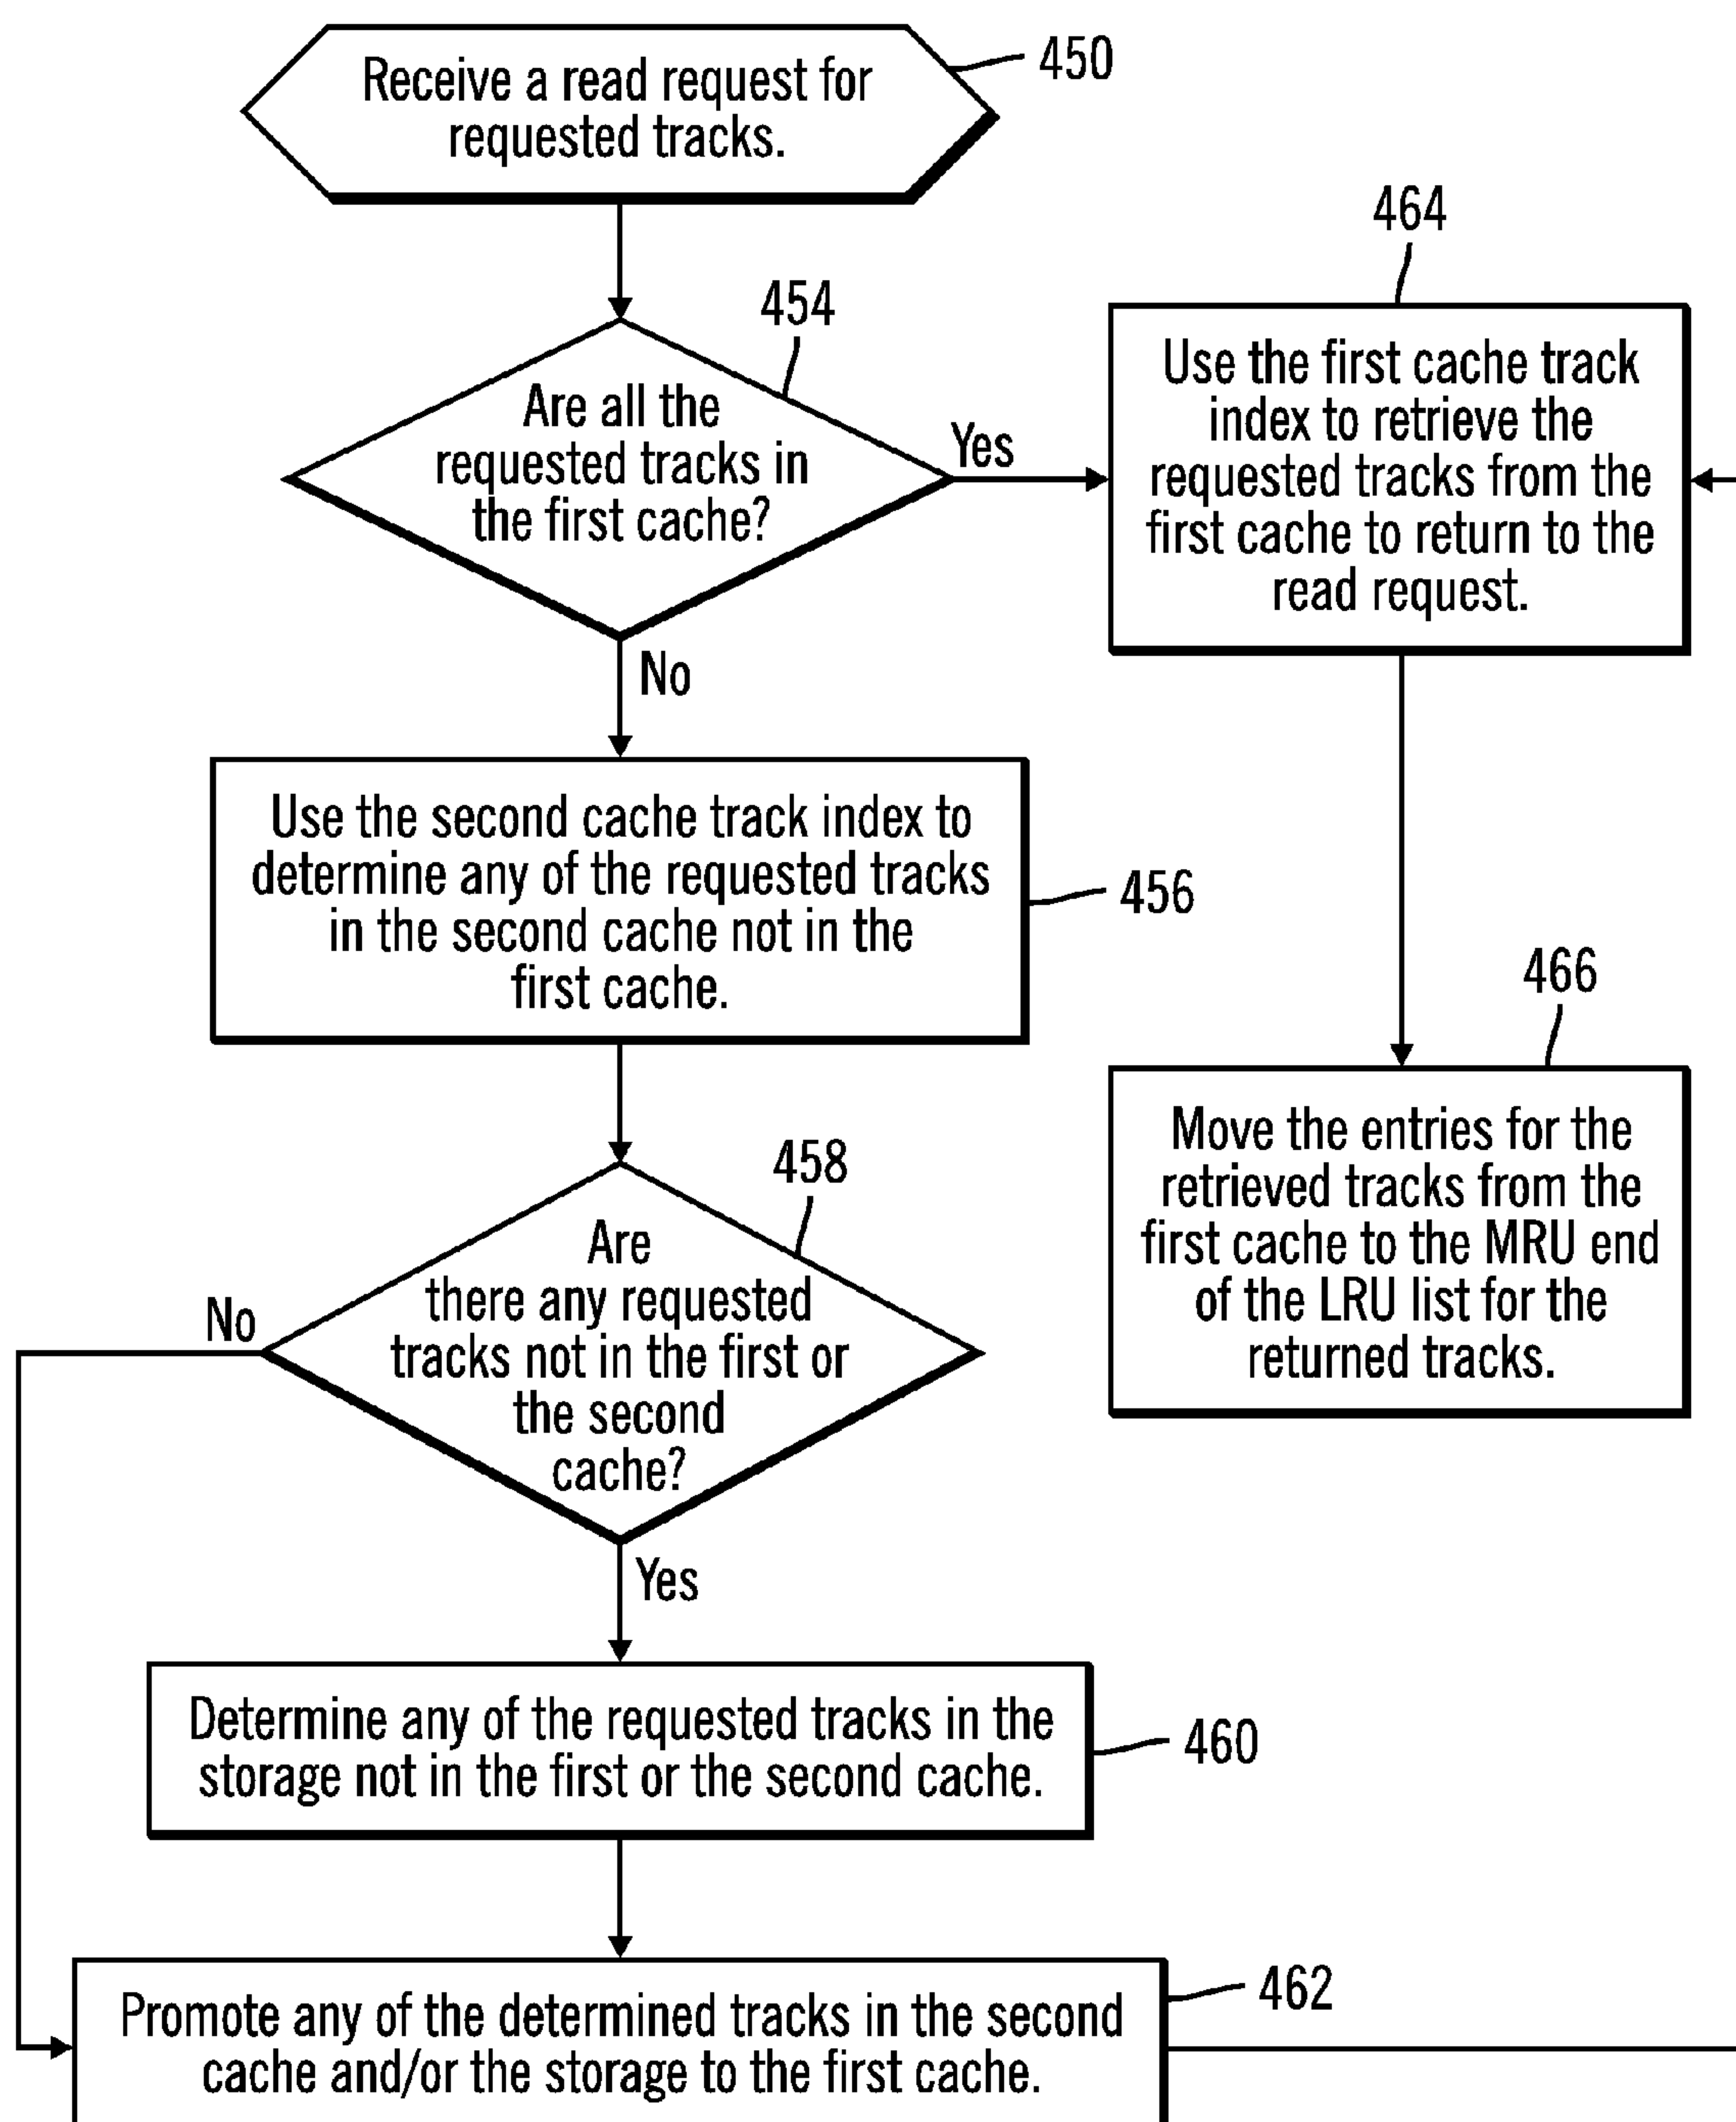 Receive a read request for
requested tracks.
450
454
Are all the
requested tracks in
the first cache?
Yes
No
464
Use the first cache track
index to retrieve the
requested tracks from the
first cache to return to the
read request.
Use the second cache track index to
determine any of the requested tracks
in the second cache not in the
first cache.
456
466
Move the entries for the
retrieved tracks from the
first cache to the MRU end
of the LRU list for the
returned tracks.
458
Are
there any requested
tracks not in the first or
the second
cache?
No
Yes
Determine any of the requested tracks in the
storage not in the first or the second cache.
460
Promote any of the determined tracks in the second
cache and/or the storage to the first cache.
462